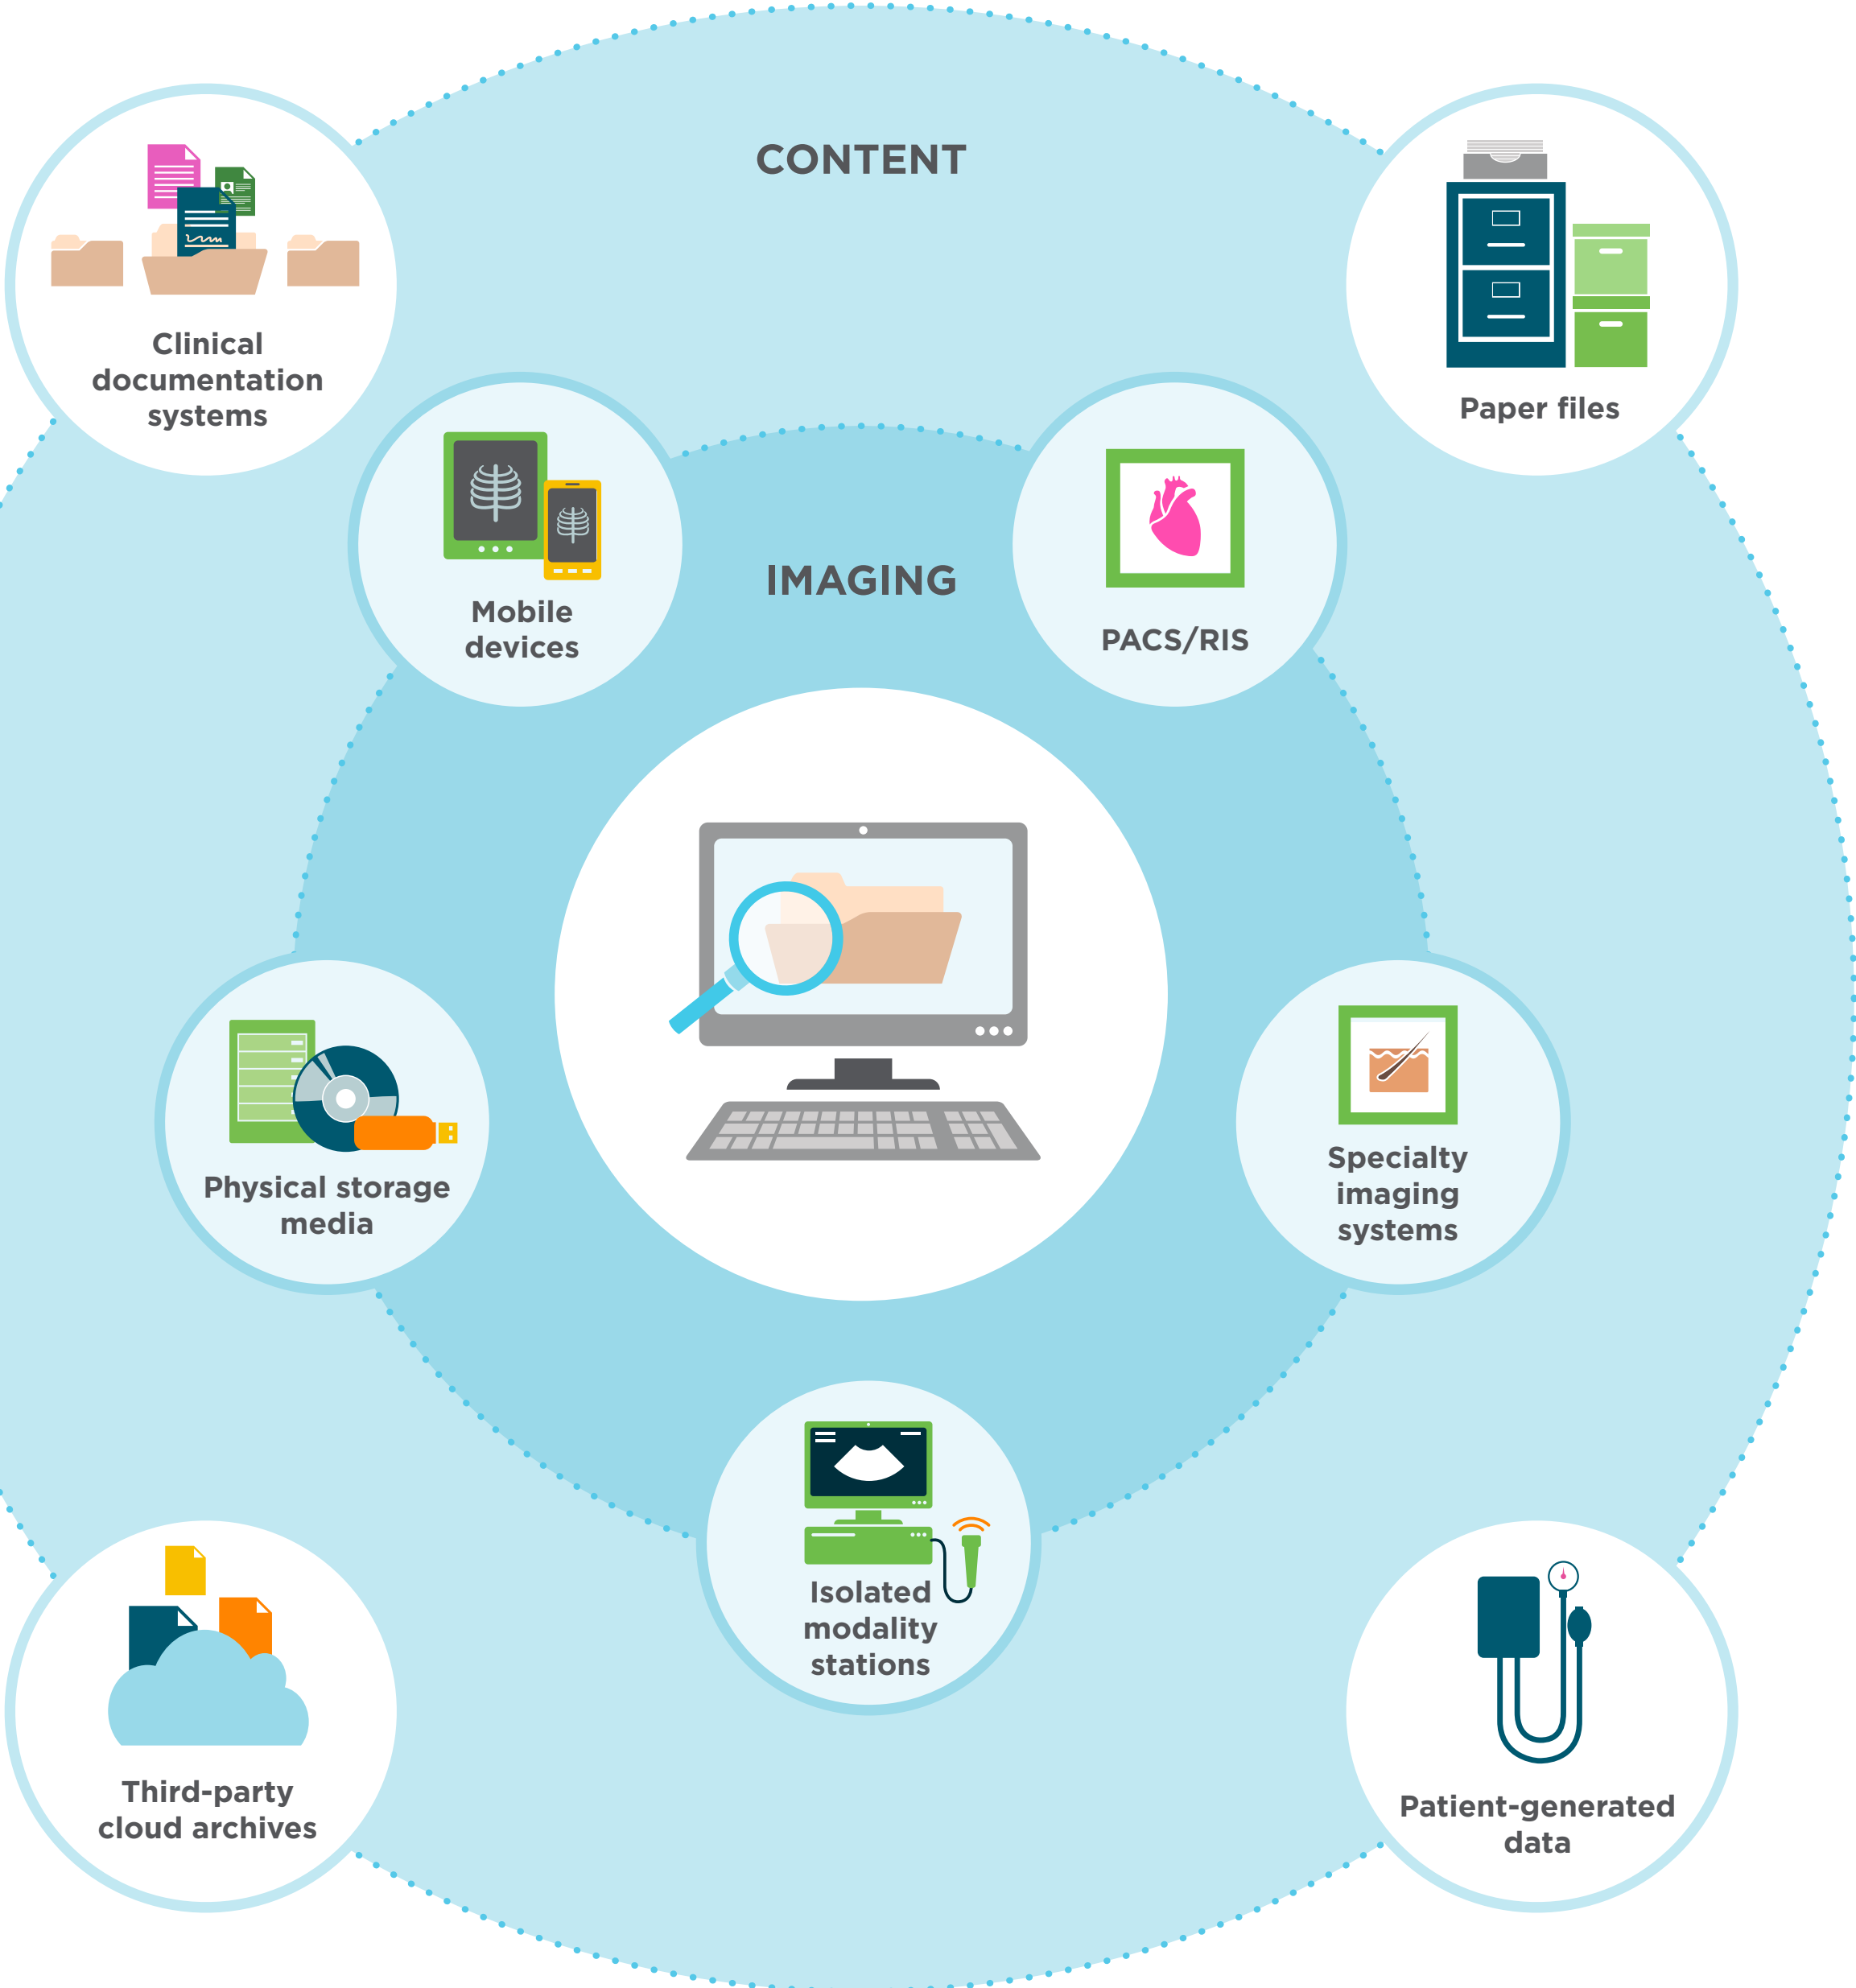 CONTENT
Clinical
documentation
systems
Paper files
Mobile
devices
IMAGING
PACS/RIS
Physical storage
media
Specialty
imaging
systems
Isolated
modality
stations
Third-party
cloud archives
Patient-generated
data